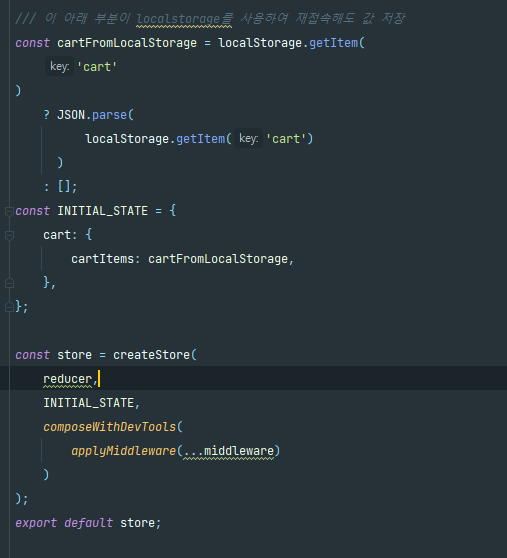 /// 이 아래 부분이 localstorage를 사용하여 재접속해도 값 저장
const cartFromLocalStorage = localStorage.getItem(
key: 'cart'
)
? JSON.parse(
localStorage.getItem( key: 'cart')
)
: [];
const INITIAL_STATE = {
cart: {
cartItems: cartFromLocalStorage,
},
};
const store = createStore(
reducer,
INITIAL_STATE,
composeWithDevTools(
applyMiddleware(...middleware)
)
);
export default store;